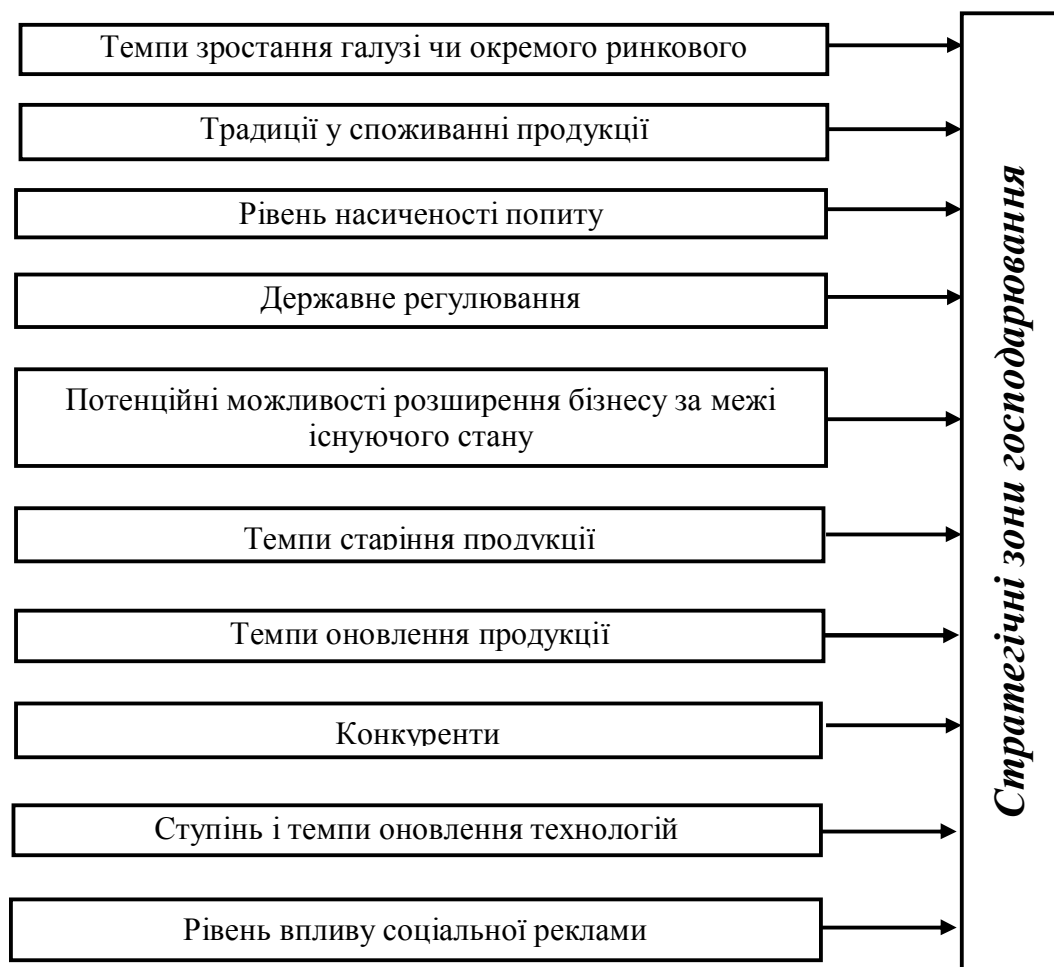 Темпи зростання галузі чи окремого ринкового
Традиції у споживанні продукції
Рівень насиченості попиту
Державне регулювання
Потенційні можливості розширення бізнесу за межі
існуючого стану
Темпи старіння продукції
Темпи оновлення продукції
Конкуренти
Ступінь і темпи оновлення технологій
Рівень впливу соціальної реклами
Стратегічні зони господарювання